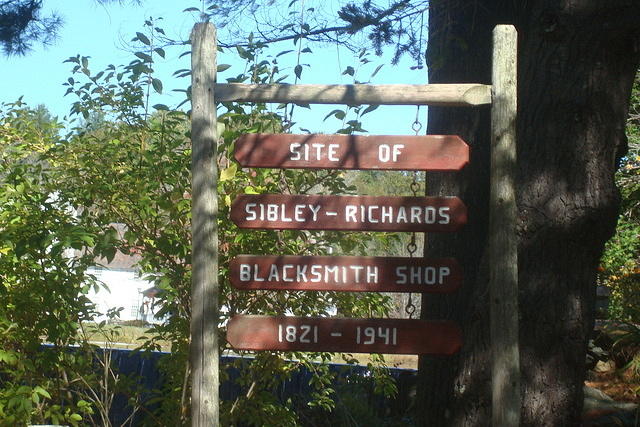 SITE OF
SIBLEY-RICHARDS
BLACKSMITH SHOP
1821 - 1941